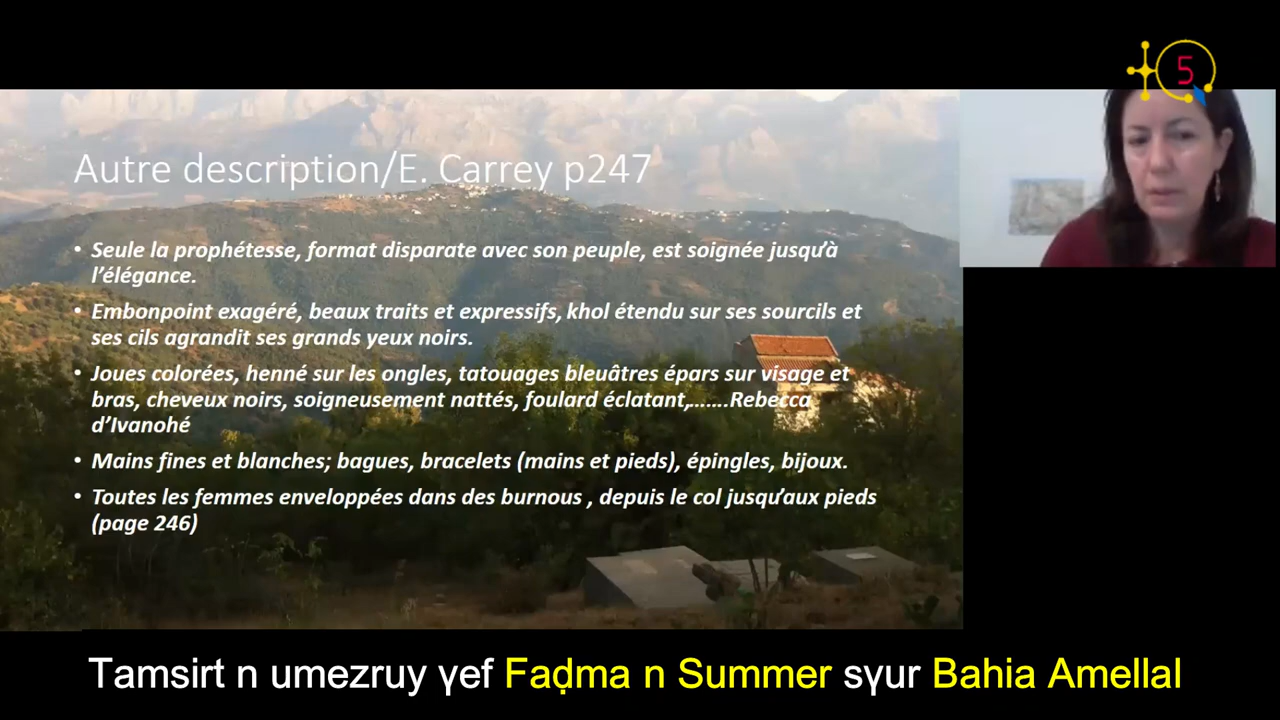 5
Autre description/E. Carrey p247
• Seule la prophétesse, format disparate avec son peuple, est soignée jusqu'à
l'élégance.
• Embonpoint exagéré, beaux traits et expressifs, khol étendu sur ses sourcils et
ses cils agrandit ses grands yeux noirs.
• Joues colorées, henné sur les ongles, tatouages bleuâtres épars sur visage et
bras, cheveux noirs, soigneusement nattés, foulard éclatant,…….Rebecca
d'Ivanohé
• Mains fines et blanches; bagues, bracelets (mains et pieds), épingles, bijoux.
• Toutes les femmes enveloppées dans des burnous , depuis le col jusqu'aux pieds
(page 246)
Tamsirt n umezruy γef Faḍma n Summer sγur Bahia Amellal